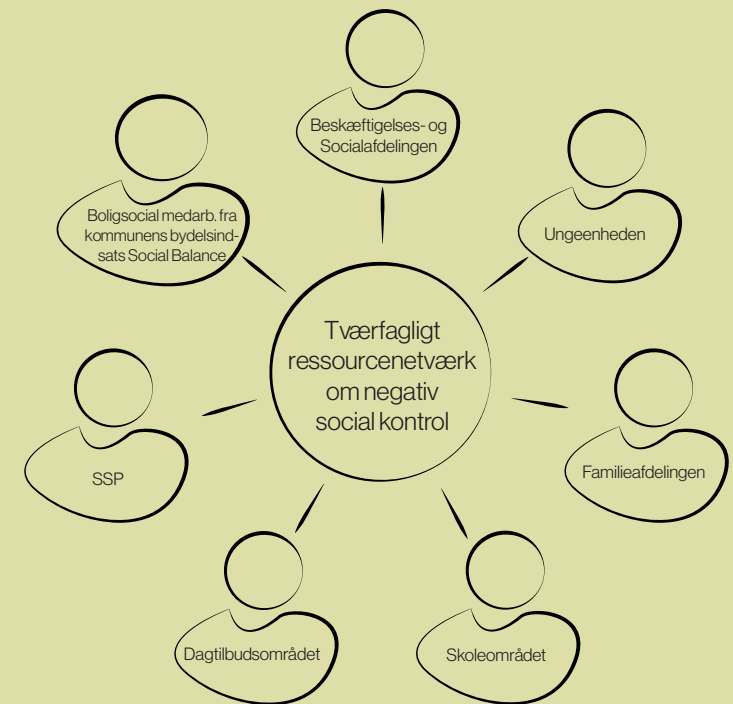 Beskæftigelses- og
Socialafdelingen
Boligsocial medarb. fra
kommunens bydelsind-
sats Social Balance
Ungeenheden
Tværfagligt
ressourcenetværk
om negativ
social kontrol
SSP
Familieafdelingen
Dagtilbudsområdet
Skoleområdet